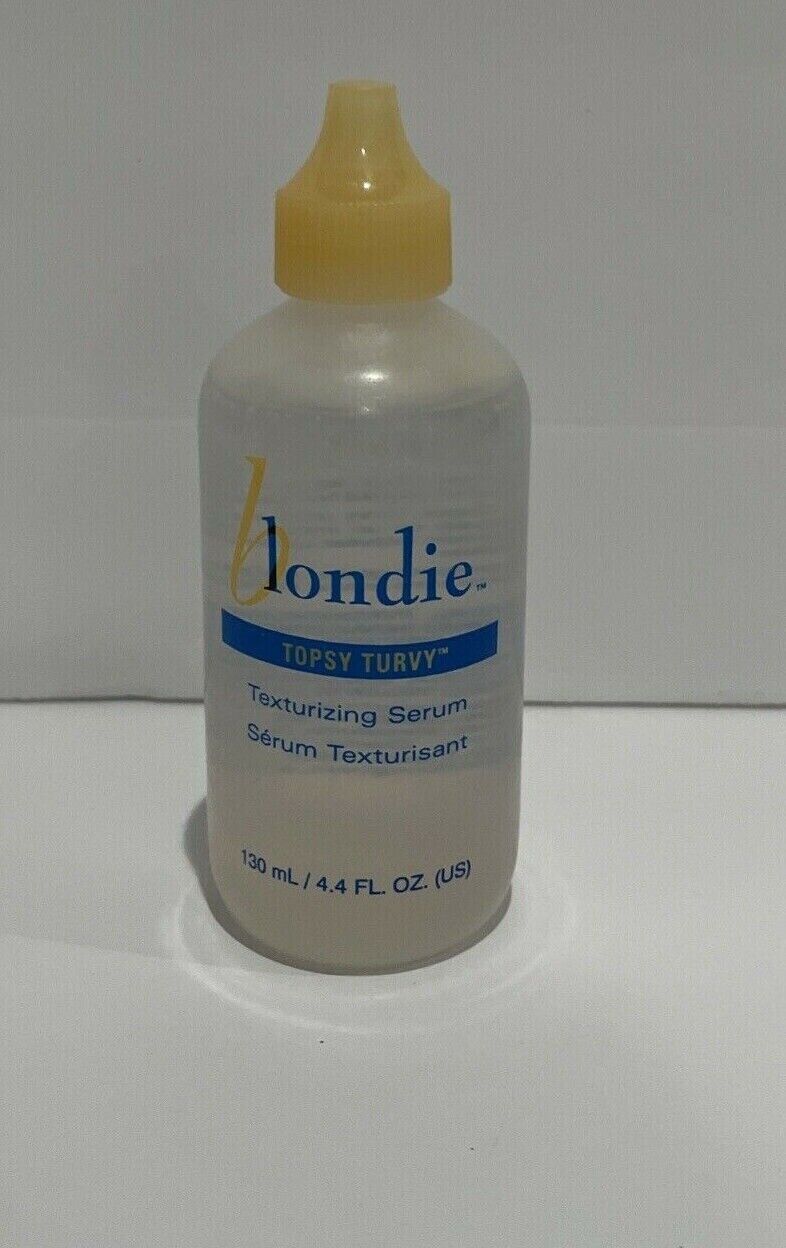 blondie™
TOPSY TURVY™
Texturizing Serum
Sérum Texturisant
130 mL / 4.4 FL. OZ. (US)